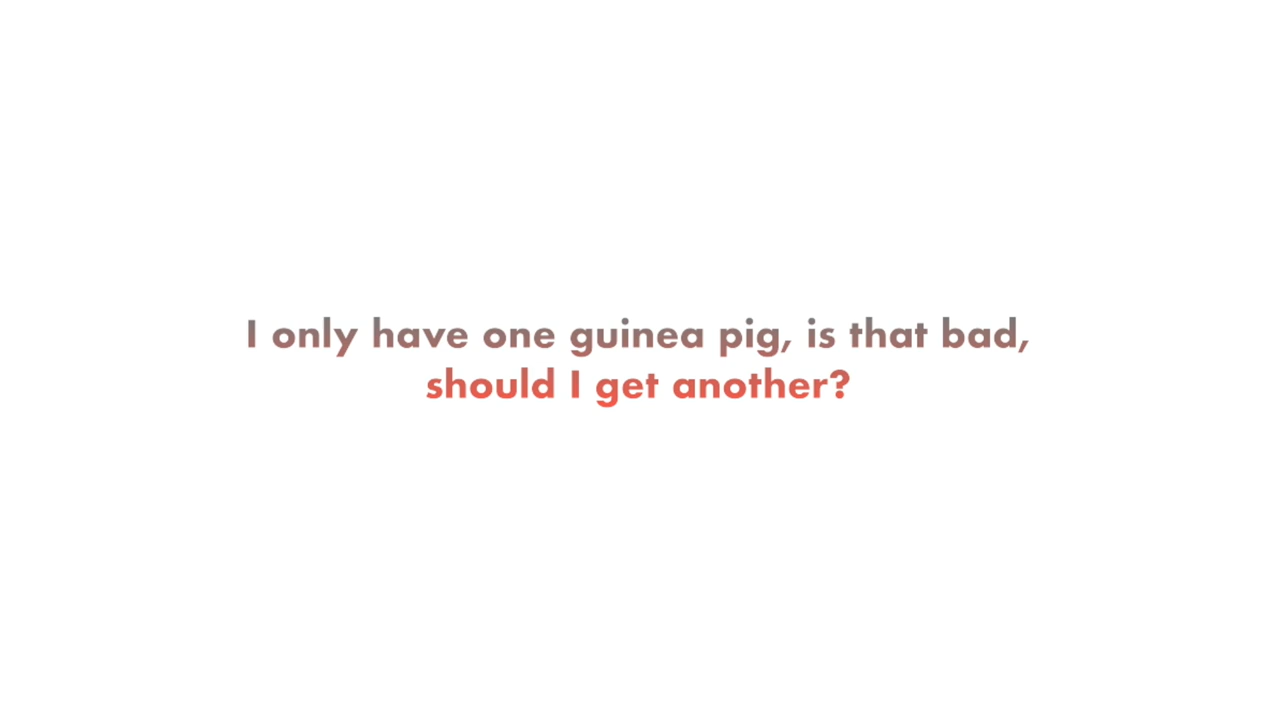 I only have one guinea pig, is that bad,
should I get another?